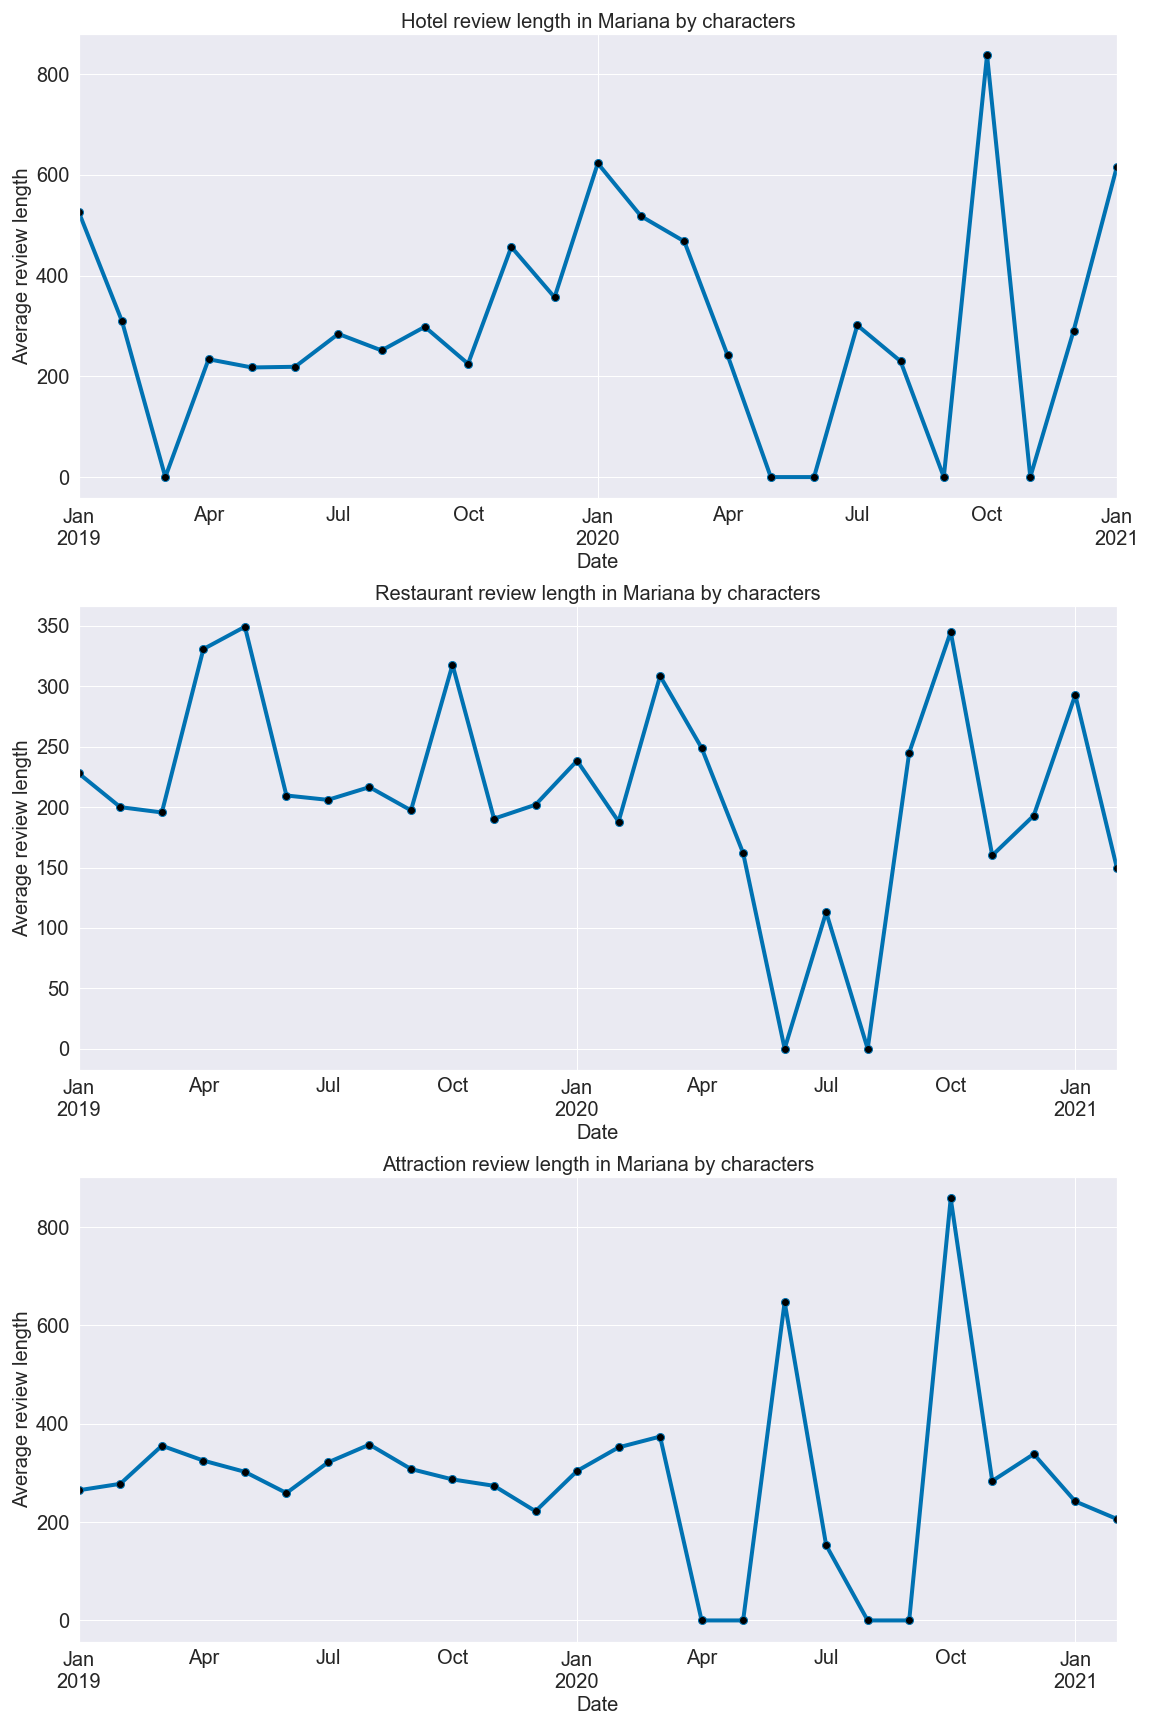 Hotel review length in Mariana by characters
Average review length
800
600
400
200
0
Jan Apr Jul Oct Jan Apr Jul Oct Jan
2019 2020 2021
Date
Restaurant review length in Mariana by characters
Average review length
350
300
250
200
150
100
50
0
Jan Apr Jul Oct Jan Apr Jul Oct Jan
2019 2020 2021
Date
Attraction review length in Mariana by characters
Average review length
800
600
400
200
0
Jan Apr Jul Oct Jan Apr Jul Oct Jan
2019 2020 2021
Date